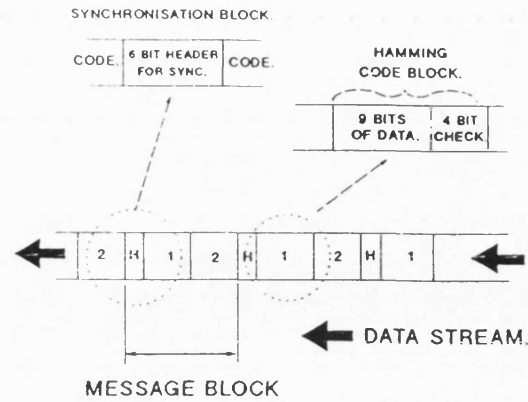 SYNCHRONISATION BLOCK.
CODE. 6 BIT HEADER FOR SYNC. CODE.
HAMMING
CODE BLOCK.
9 BITS OF DATA. 4 BIT CHECK.
2 H 1 2 H 1 2 H 1
DATA STREAM.
MESSAGE BLOCK